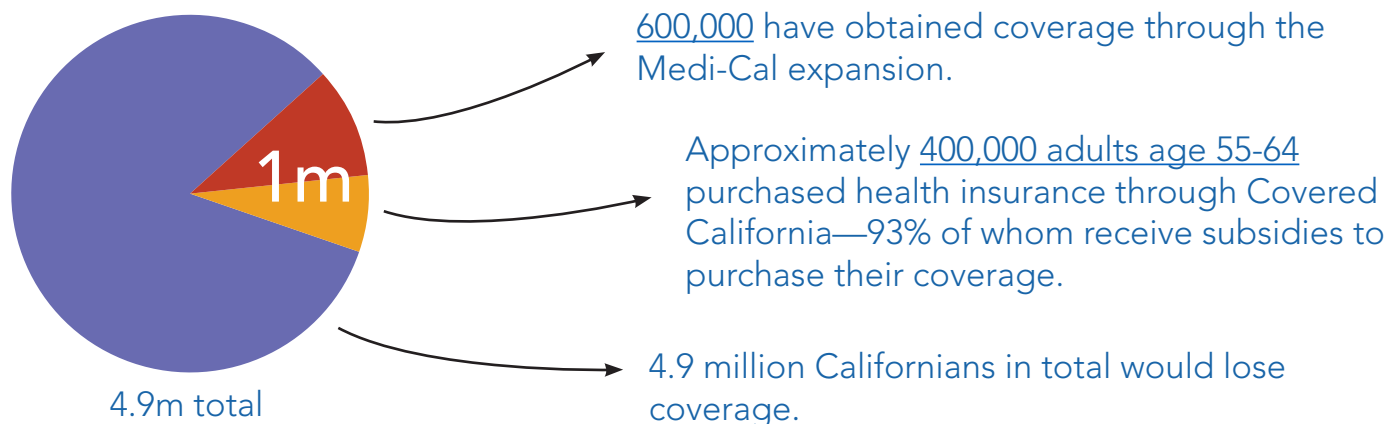 600,000 have obtained coverage through the
Medi-Cal expansion.
1m
Approximately 400,000 adults age 55-64
purchased health insurance through Covered
California—93% of whom receive subsidies to
purchase their coverage.
4.9 million Californians in total would lose
coverage.
4.9m total